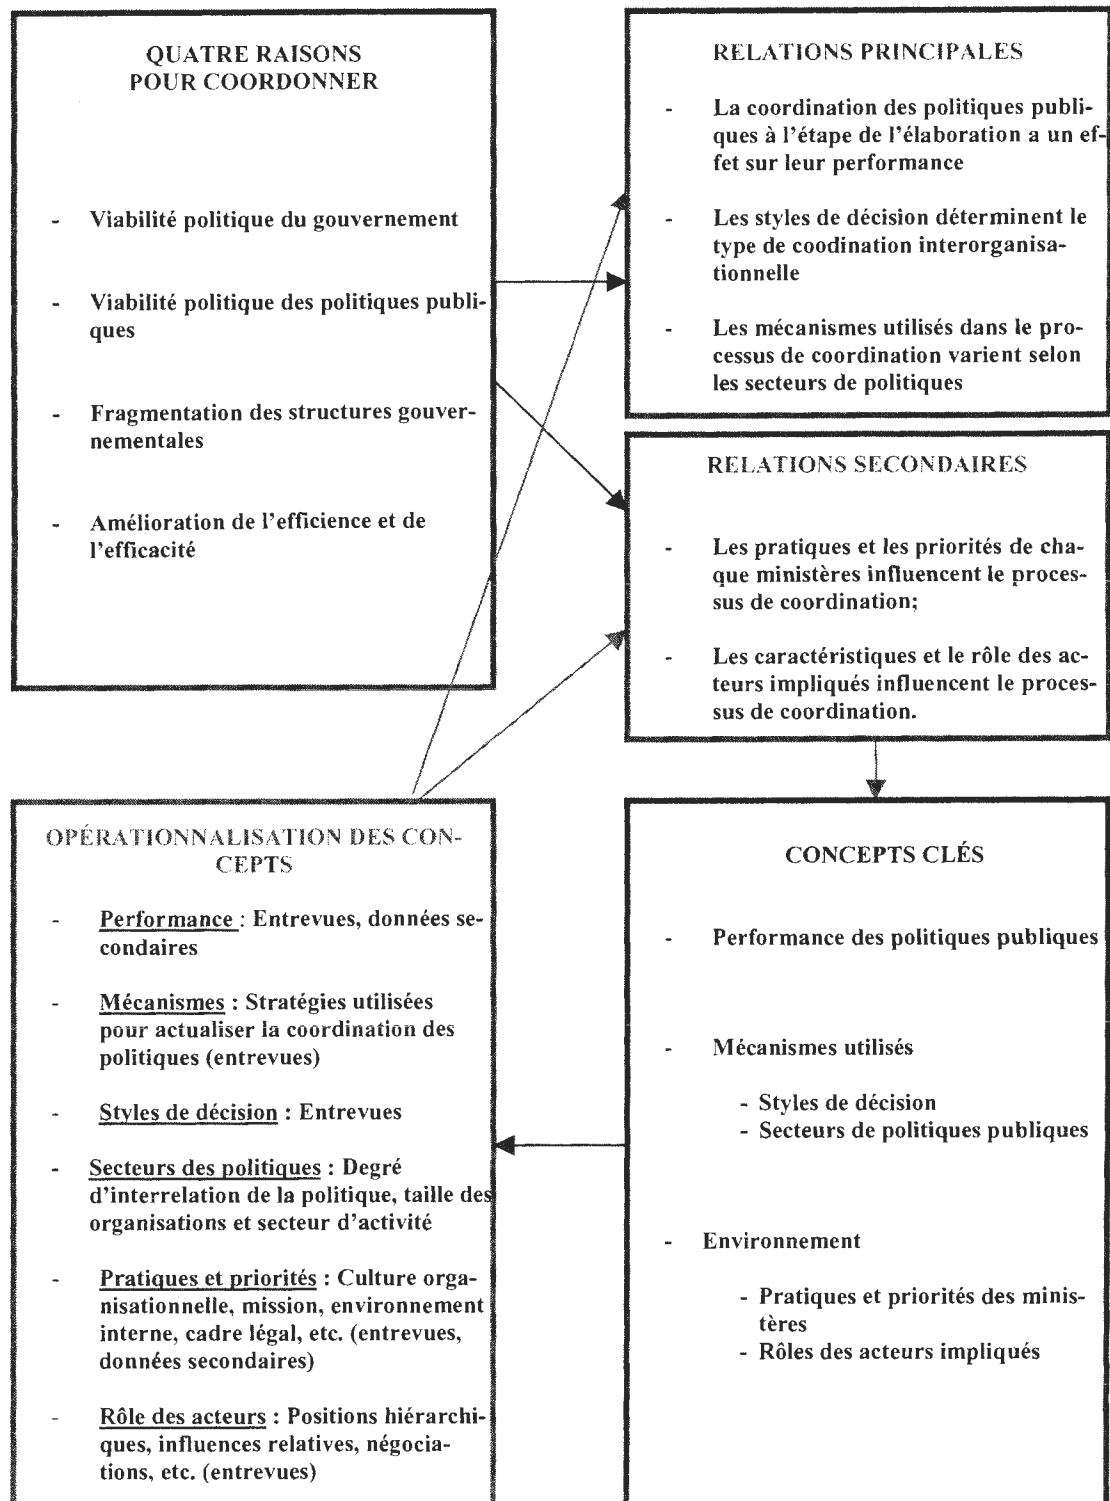 QUATRE RAISONS
POUR COORDONNER
- Viabilité politique du gouvernement
- Viabilité politique des politiques publi-
ques
- Fragmentation des structures gouver-
nementales
- Amélioration de l'efficience et de
l'efficacité
RELATIONS PRINCIPALES
- La coordination des politiques publi-
ques à l'étape de l'élaboration a un ef-
fet sur leur performance
- Les styles de décision déterminent le
type de coodination interorganisa-
tionnelle
- Les mécanismes utilisés dans le pro-
cessus de coordination varient selon
les secteurs de politiques
RELATIONS SECONDAIRES
- Les pratiques et les priorités de cha-
que ministères influencent le proces-
sus de coordination;
- Les caractéristiques et le rôle des ac-
teurs impliqués influencent le proces-
sus de coordination.
OPÉRATIONNALISATION DES CON-
CEPTS
- Performance : Entrevues, données se-
condaires
- Mécanismes : Stratégies utilisées
pour actualiser la coordination des
politiques (entrevues)
- Styles de décision : Entrevues
- Secteurs des politiques : Degré
d'interrelation de la politique, taille des
organisations et secteur d'activité
- Pratiques et priorités : Culture orga-
nisationnelle, mission, environnement
interne, cadre légal, etc. (entrevues,
données secondaires)
- Rôle des acteurs : Positions hiérarchi-
ques, influences relatives, négocia-
tions, etc. (entrevues)
CONCEPTS CLÉS
- Performance des politiques publiques
- Mécanismes utilisés
- Styles de décision
- Secteurs de politiques publiques
- Environnement
- Pratiques et priorités des minis-
tères
- Rôles des acteurs impliqués